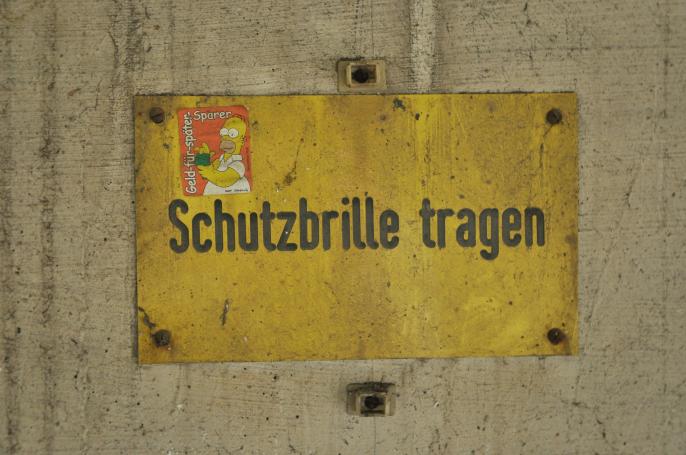 Geld-für-später-Sparer
Schutzbrille tragen